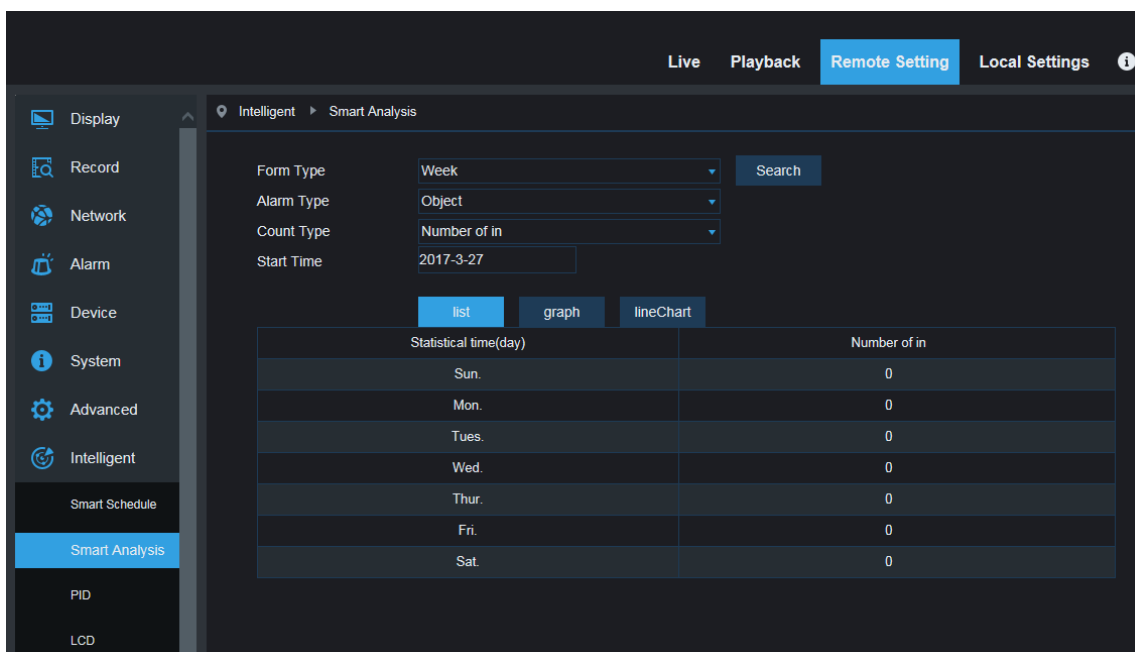 Live Playback Remote Setting Local Settings
Intelligent Smart Analysis
Display
Record
Network
Alarm
Device
System
Advanced
Intelligent
Smart Schedule
Smart Analysis
PID
LCD
Form Type Week Search
Alarm Type Object
Count Type Number of in
Start Time 2017-3-27
list graph lineChart
Statistical time(day) Number of in
Sun. 0
Mon. 0
Tues. 0
Wed. 0
Thur. 0
Fri. 0
Sat. 0